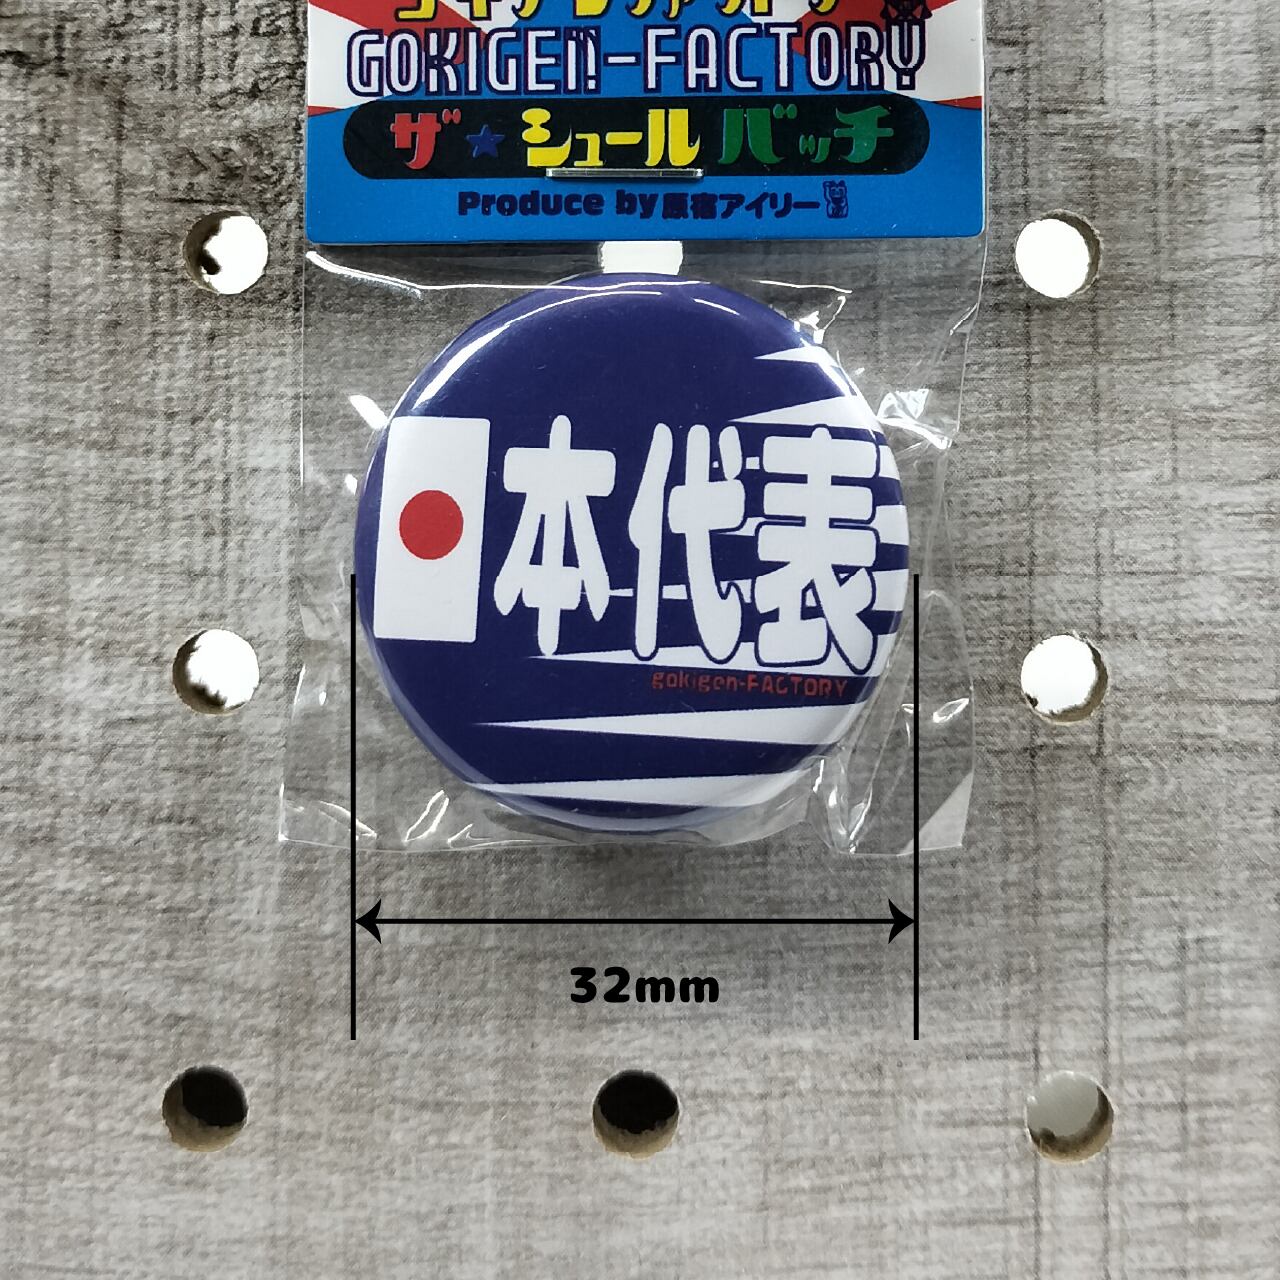 GOKIGEN-FACTORY
ザ★シュールバッチ
Produce by 原宿アイリー
本代表
gokigen-FACTORY
32mm